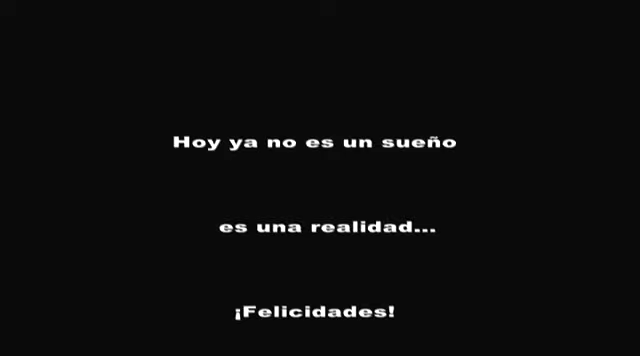 Hoy ya no es un sueño
es una realidad...
¡Felicidades!